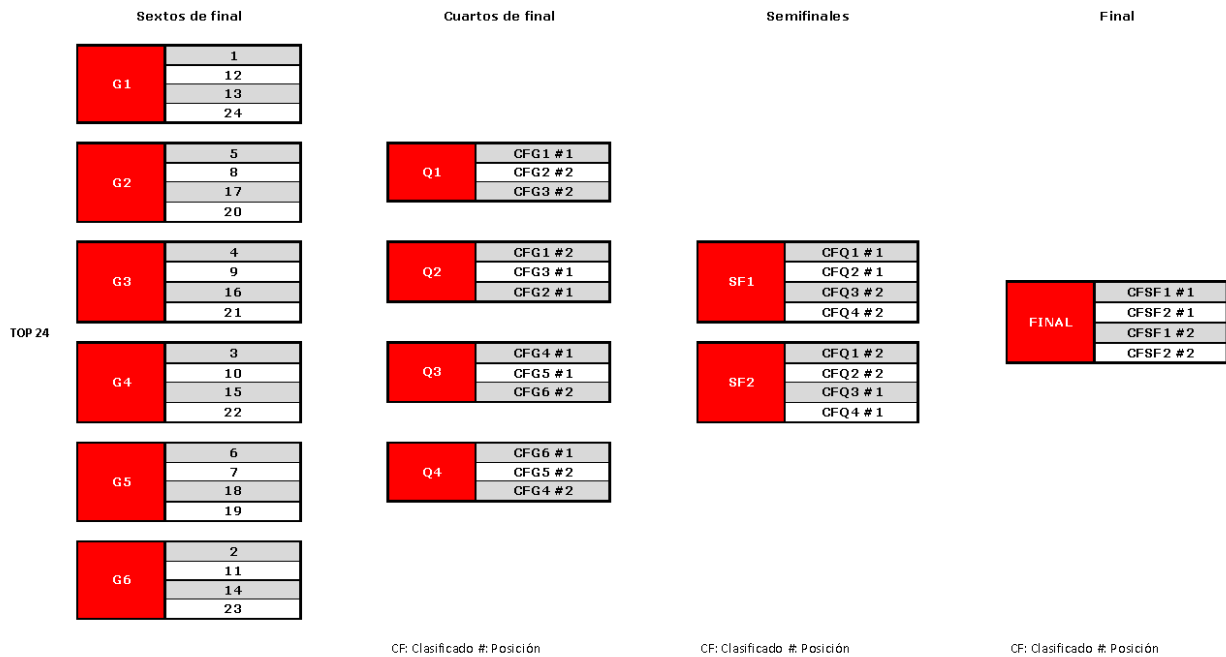 Sextos de final
Cuartos de final
Semifinales
Final
TOP 24
G1
1
12
13
24
G2
5
8
17
20
G3
4
9
16
21
G4
3
10
15
22
G5
6
7
18
19
G6
2
11
14
23
Q1
CFG1 #1
CFG2 #2
CFG3 #2
Q2
CFG1 #2
CFG3 #1
CFG2 #1
Q3
CFG4 #1
CFG5 #1
CFG6 #2
Q4
CFG6 #1
CFG5 #2
CFG4 #2
CF: Clasificado #: Posición
SF1
CFQ1 #1
CFQ2 #1
CFQ3 #2
CFQ4 #2
SF2
CFQ1 #2
CFQ2 #2
CFQ3 #1
CFQ4 #1
CF: Clasificado #: Posición
FINAL
CFSF1 #1
CFSF2 #1
CFSF1 #2
CFSF2 #2
CF: Clasificado #: Posición